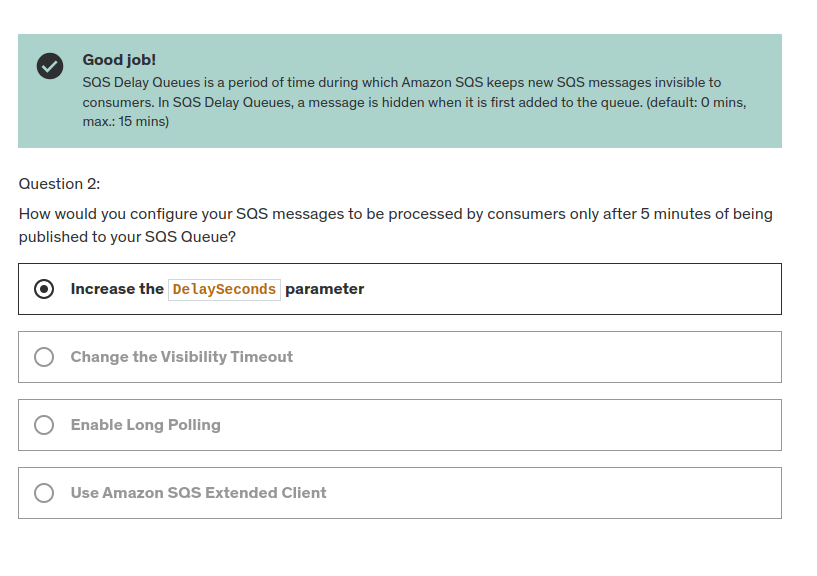 Good job!
SQS Delay Queues is a period of time during which Amazon SQS keeps new SQS messages invisible to
consumers. In SQS Delay Queues, a message is hidden when it is first added to the queue. (default: 0 mins,
max.: 15 mins)
Question 2:
How would you configure your SQS messages to be processed by consumers only after 5 minutes of being
published to your SQS Queue?
Increase the DelaySeconds parameter
Change the Visibility Timeout
Enable Long Polling
Use Amazon SQS Extended Client